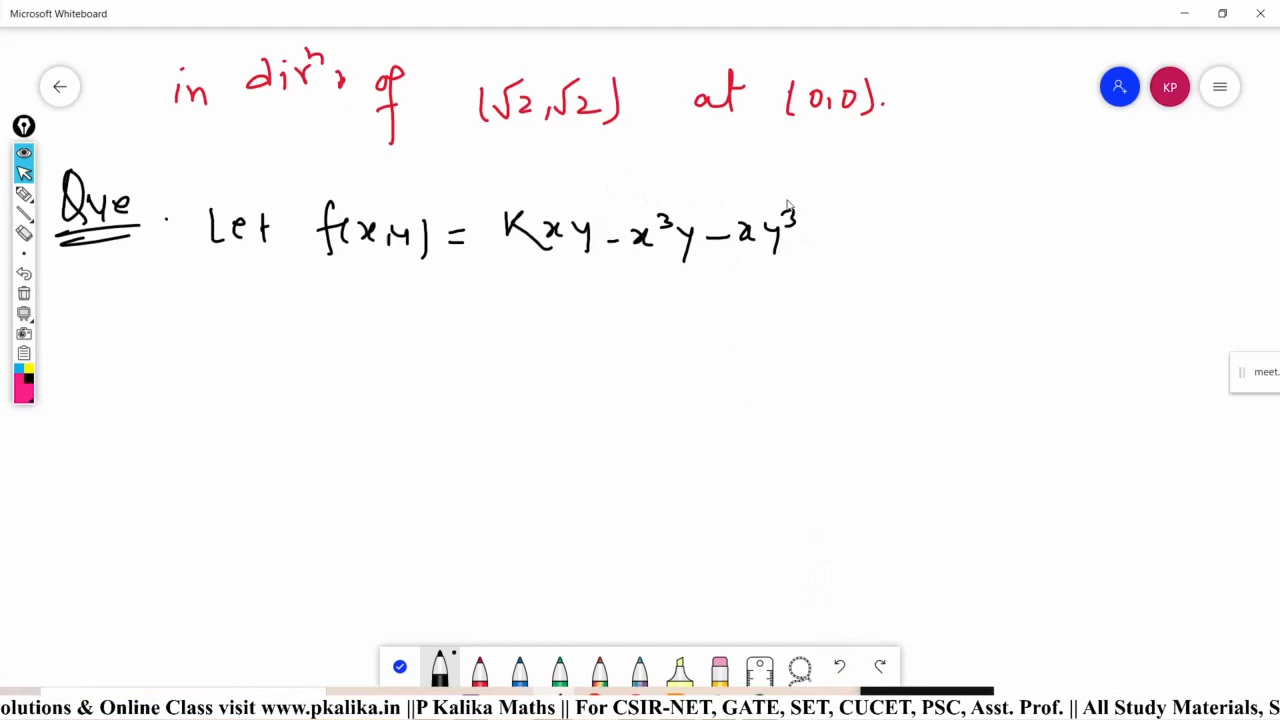 Microsoft Whiteboard
in dirⁿ, of (√2,√2) at (0,0).
KP
Que . Let f(x,y) = Kxy - x³y - xy³
meet.
olutions & Online Class visit www.pkalika.in ||P Kalika Maths || For CSIR-NET, GATE, SET, CUCET, PSC, Asst. Prof. || All Study Materials, S